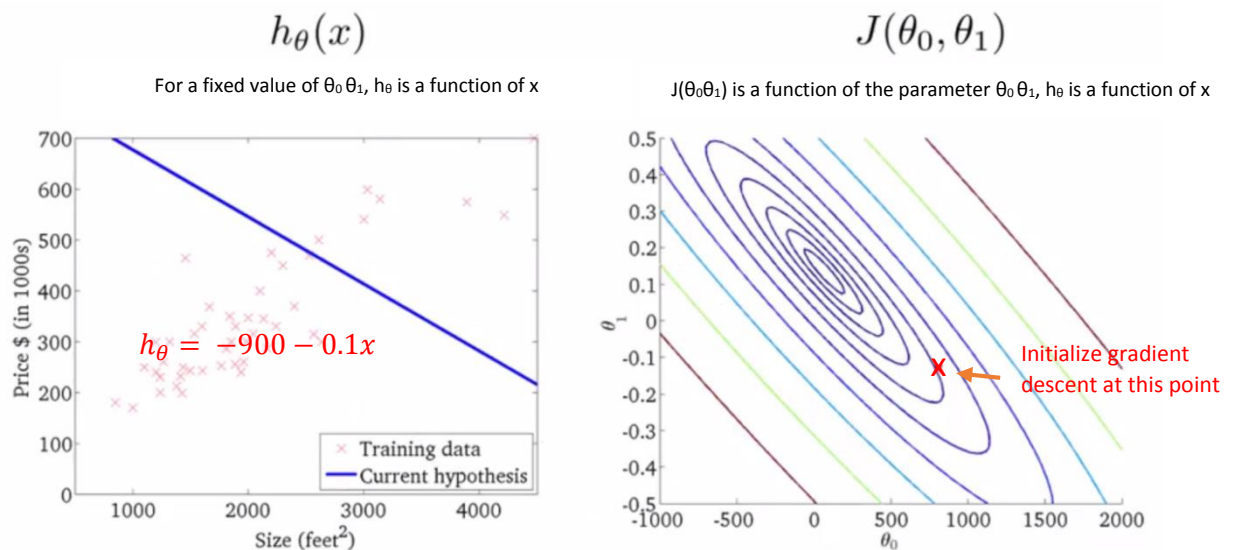 h_θ(x)
J(θ₀, θ₁)
For a fixed value of θ₀ θ₁, hθ is a function of x
J(θ₀θ₁) is a function of the parameter θ₀ θ₁, hθ is a function of x
700
600
500
400
300
200
100
0
Price $ (in 1000s)
h_θ = −900 − 0.1x
× Training data
Current hypothesis
1000
2000
3000
4000
Size (feet²)
0.5
0.4
0.3
0.2
0.1
0
-0.1
-0.2
-0.3
-0.4
-0.5
θ₁
X
Initialize gradient
descent at this point
-1000
-500
0
500
1000
1500
2000
θ₀